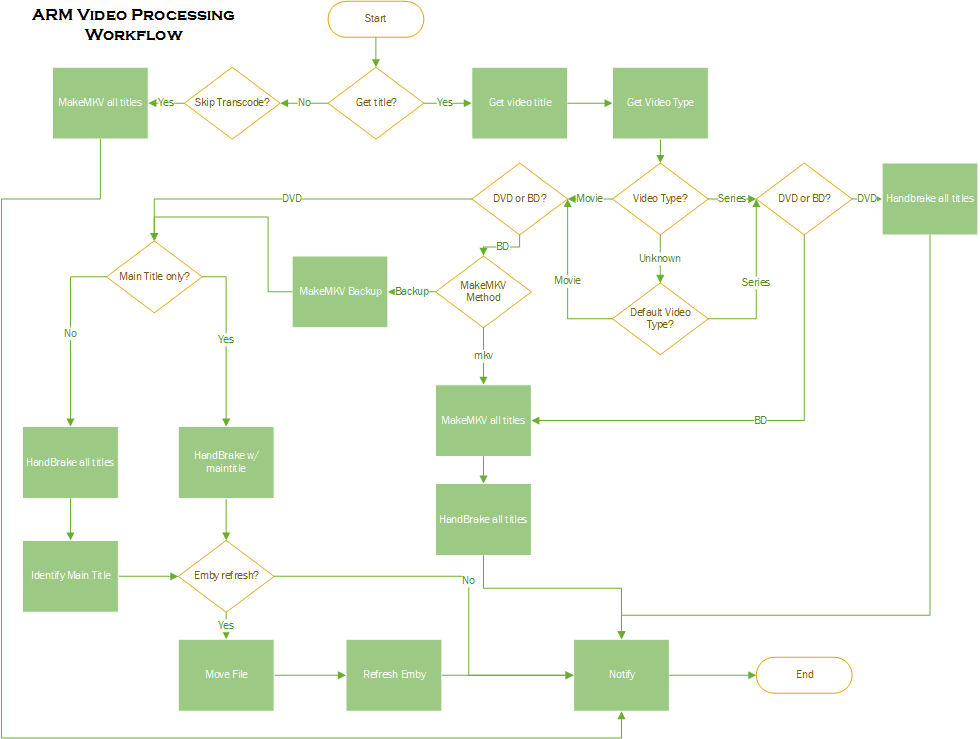 ARM VIDEO PROCESSING
WORKFLOW
Start
MakeMKV all titles
Yes
Skip Transcode?
No
Get title?
Yes
Get video title
Get Video Type
DVD
DVD or BD?
Movie
Video Type?
Series
DVD or BD?
DVD
Handbrake all titles
BD
Unknown
Main Title only?
MakeMKV Backup
Backup
MakeMKV
Method
Movie
Series
Default Video
Type?
No
Yes
mkv
MakeMKV all titles
BD
HandBrake all titles
HandBrake w/
maintitle
HandBrake all titles
Identify Main Title
Emby refresh?
No
Yes
Move File
Refresh Emby
Notify
End